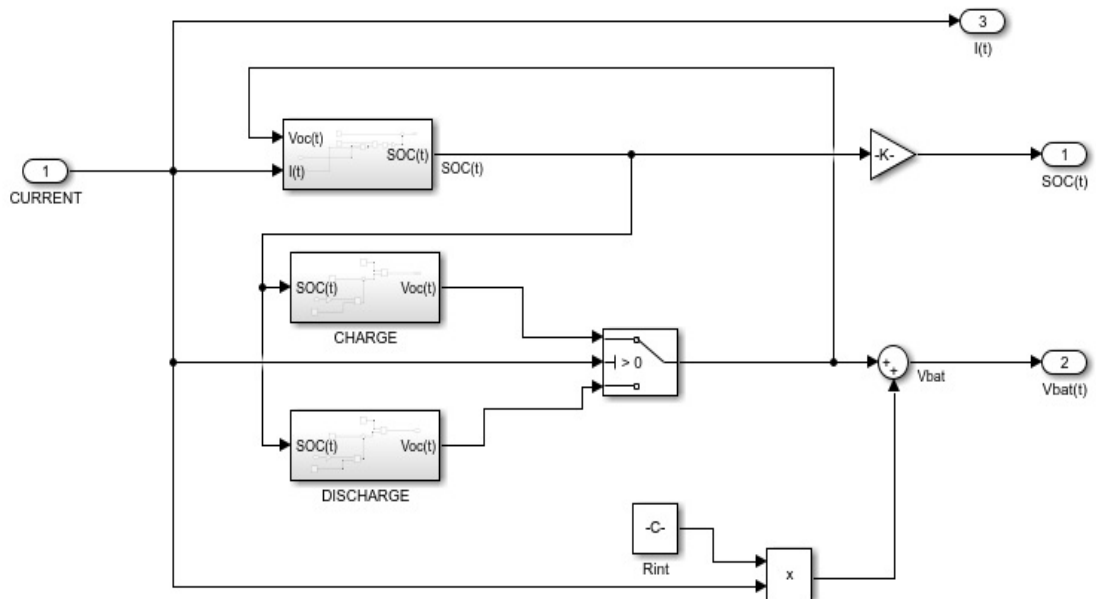 3
I(t)
Voc(t)
I(t)
SOC(t)
SOC(t)
1
CURRENT
-K-
1
SOC(t)
SOC(t)
Voc(t)
CHARGE
> 0
+
+
Vbat
2
Vbat(t)
SOC(t)
Voc(t)
DISCHARGE
-C-
Rint
x